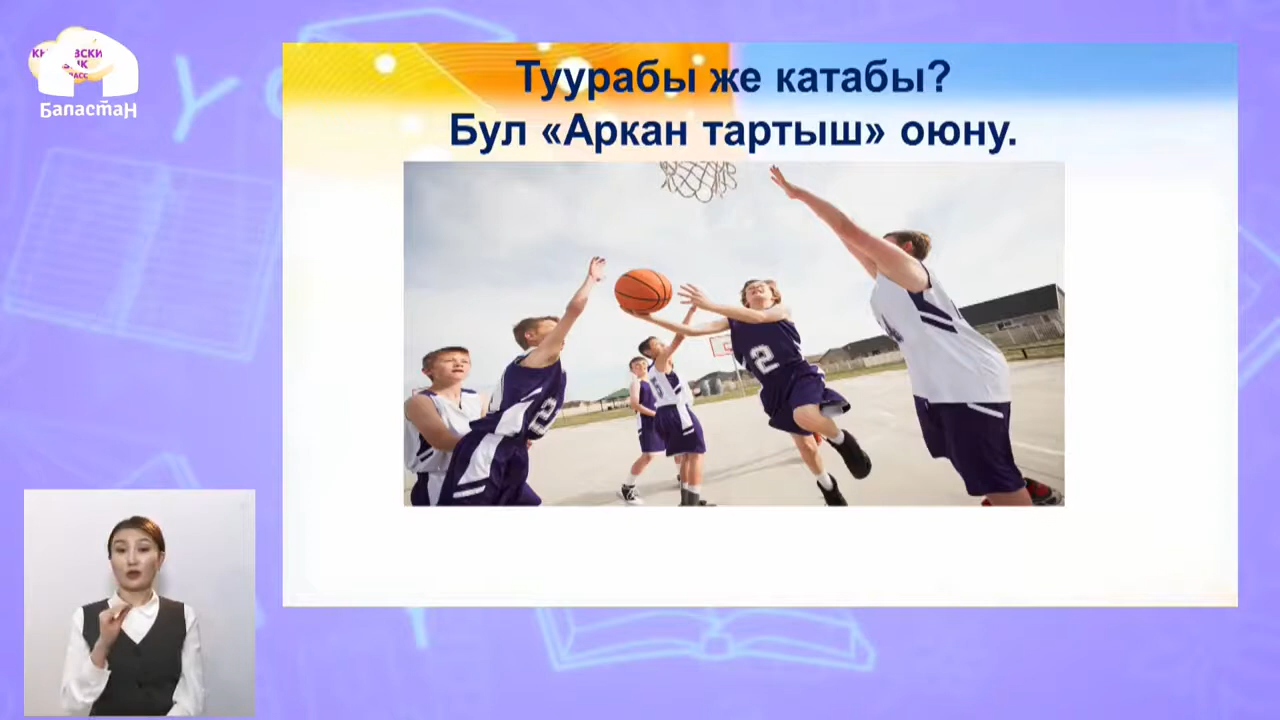 Баластан
Туурабы же катабы?
Бул «Аркан тартыш» оюну.
2
2